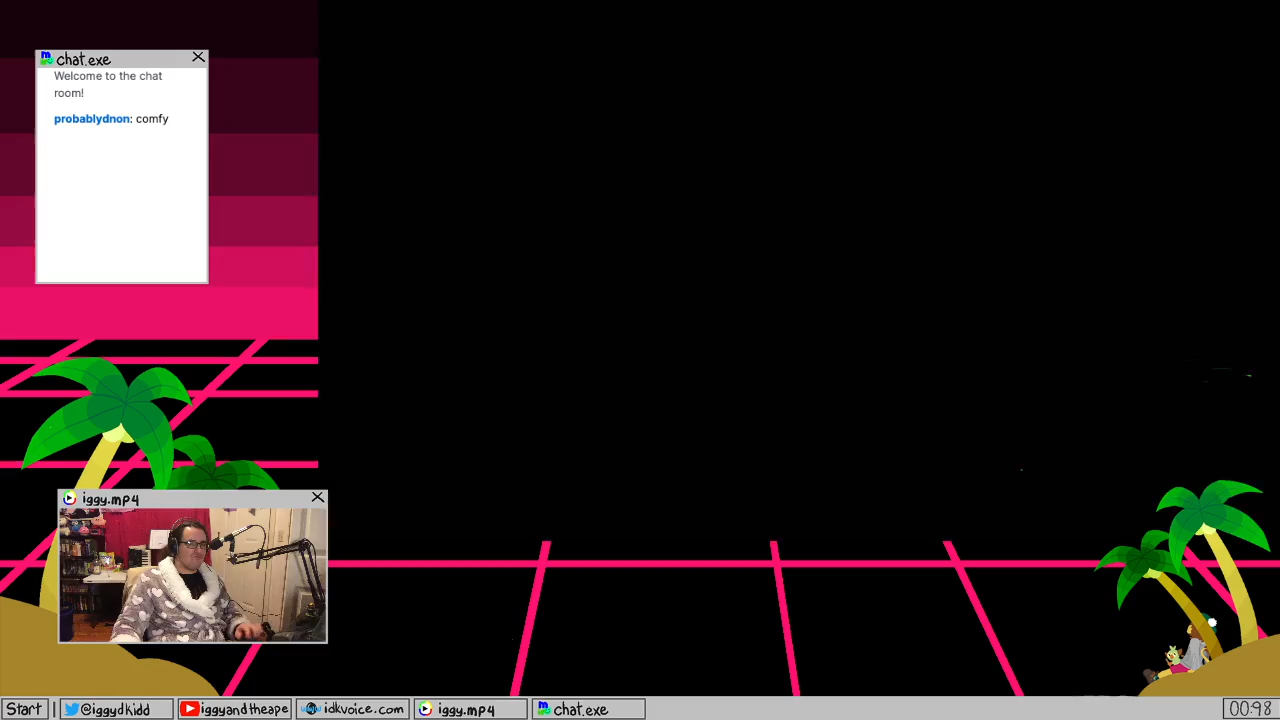 chat.exe
Welcome to the chat
room!
probablydnon: comfy
iggy.mp4
Start | @iggydkidd iggyandtheape www idkvoice.com iggy.mp4 chat.exe 00:98